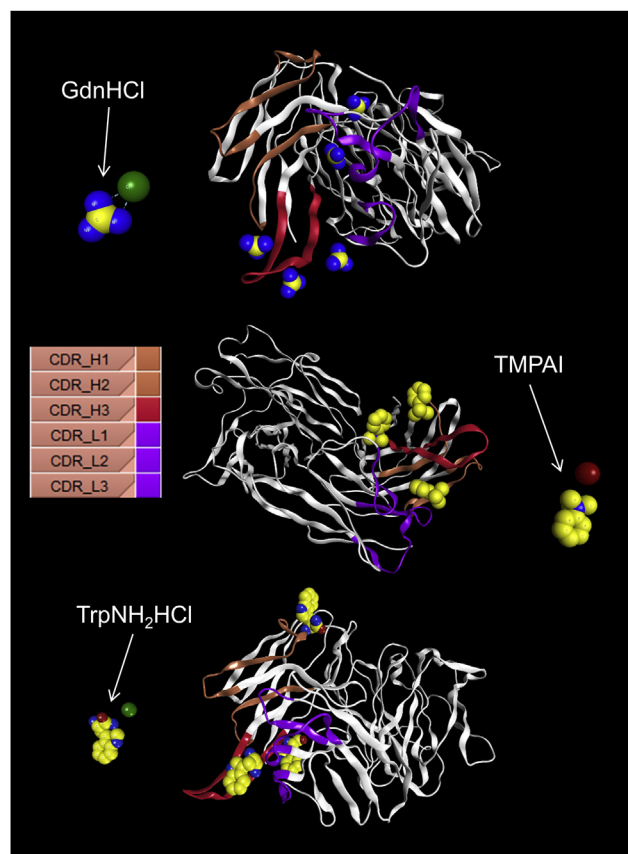 GdnHCl
CDR_H1
CDR_H2
CDR_H3
CDR_L1
CDR_L2
CDR_L3
TMPAI
TrpNH₂HCl